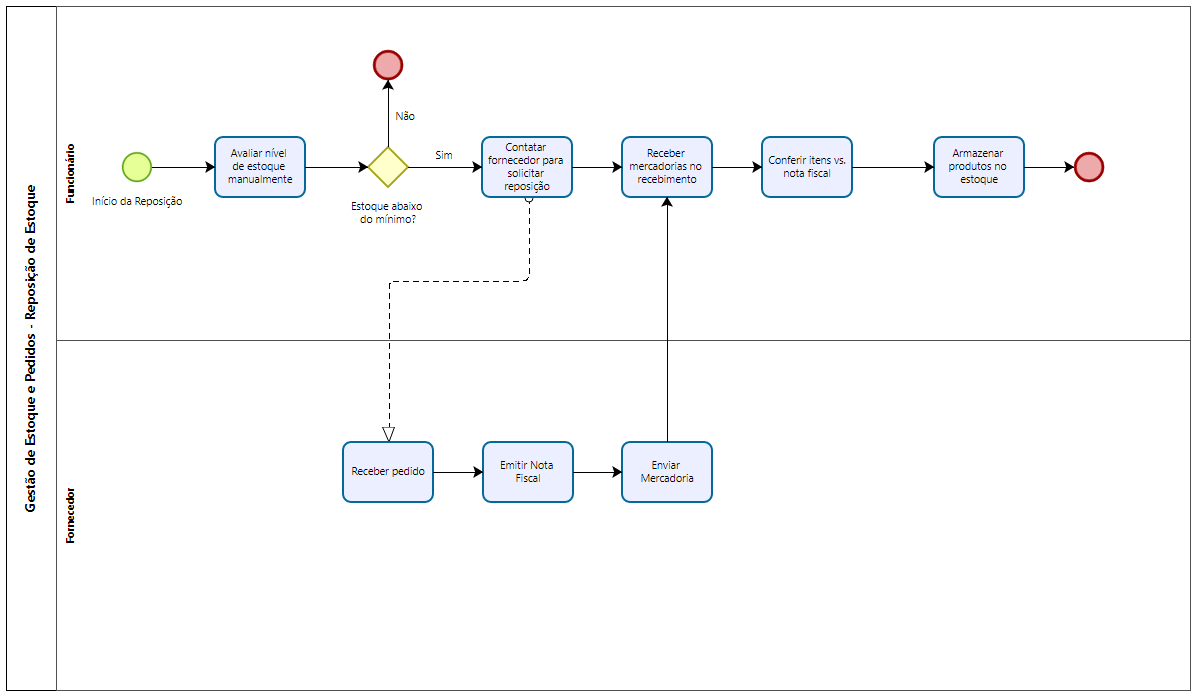 Gestão de Estoque e Pedidos - Reposição de Estoque
Funcionário
Início da Reposição
Avaliar nível
de estoque
manualmente
Não
Estoque abaixo
do mínimo?
Sim
Contatar
fornecedor para
solicitar
reposição
Receber
mercadorias no
recebimento
Conferir itens vs.
nota fiscal
Armazenar
produtos no
estoque
Fornecedor
Receber pedido
Emitir Nota
Fiscal
Enviar
Mercadoria